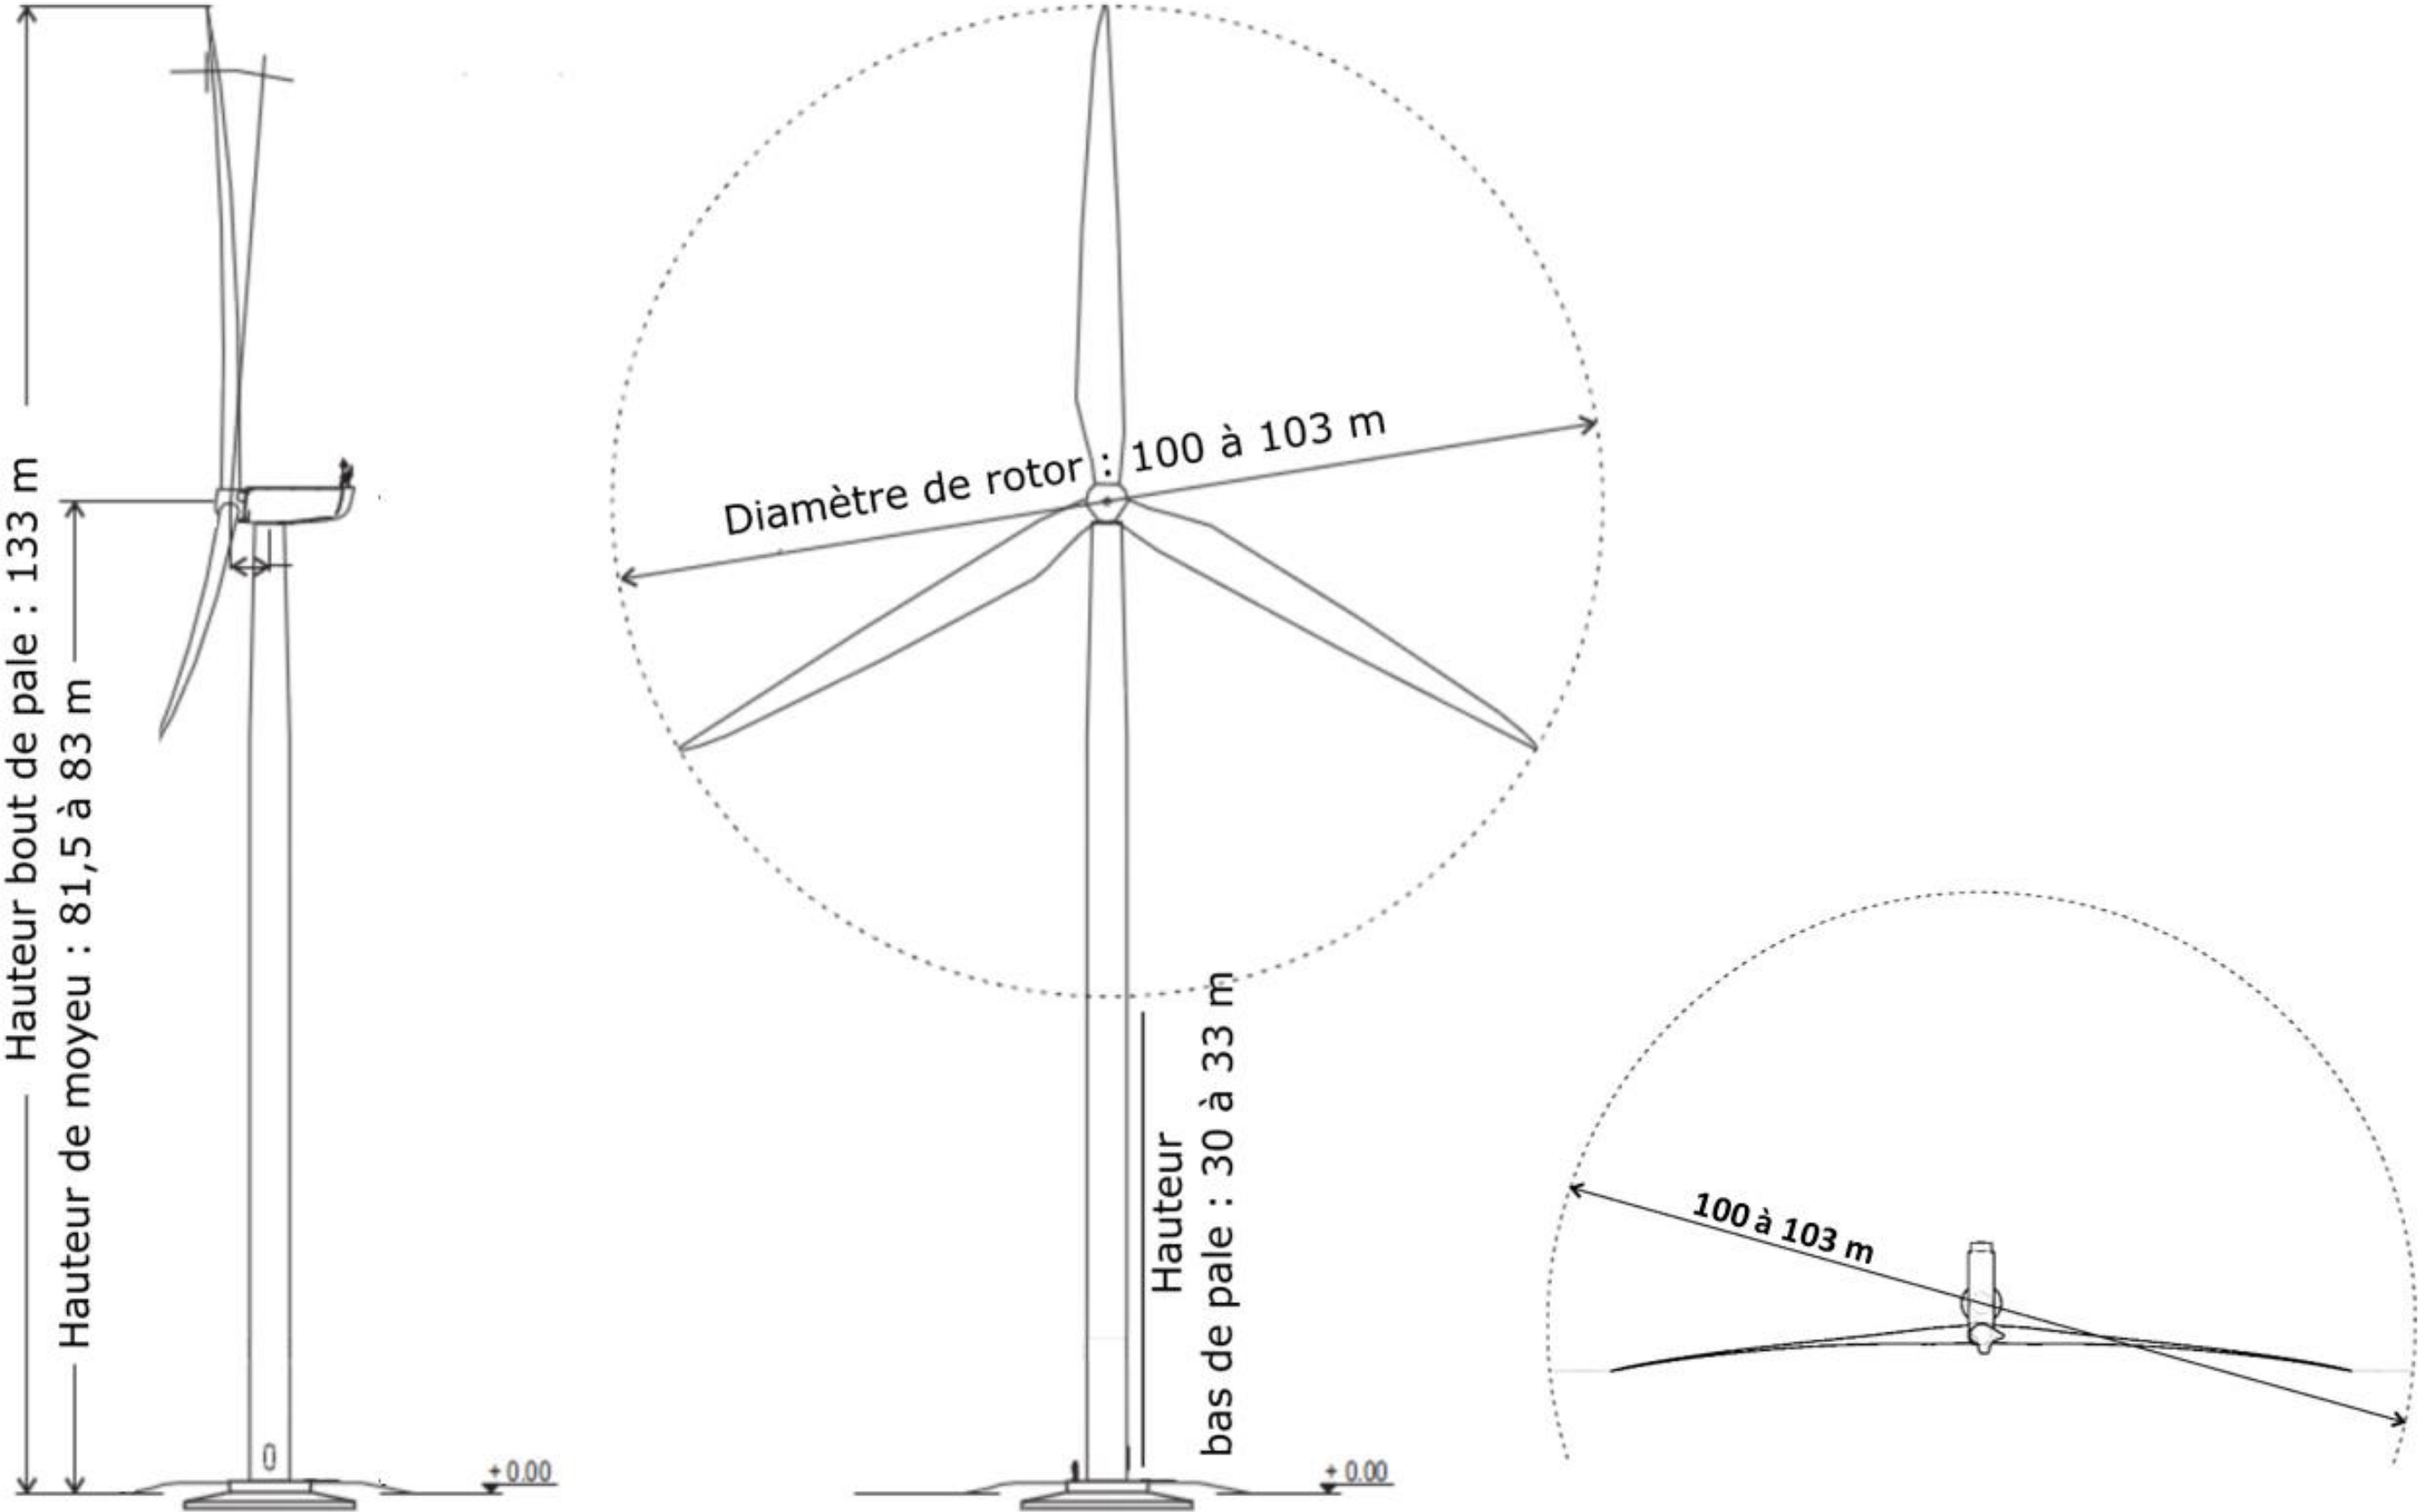 Hauteur bout de pale : 133 m
Hauteur de moyeu : 81,5 à 83 m
Diamètre de rotor : 100 à 103 m
Hauteur
bas de pale : 30 à 33 m
100 à 103 m
+ 0.00
+ 0.00